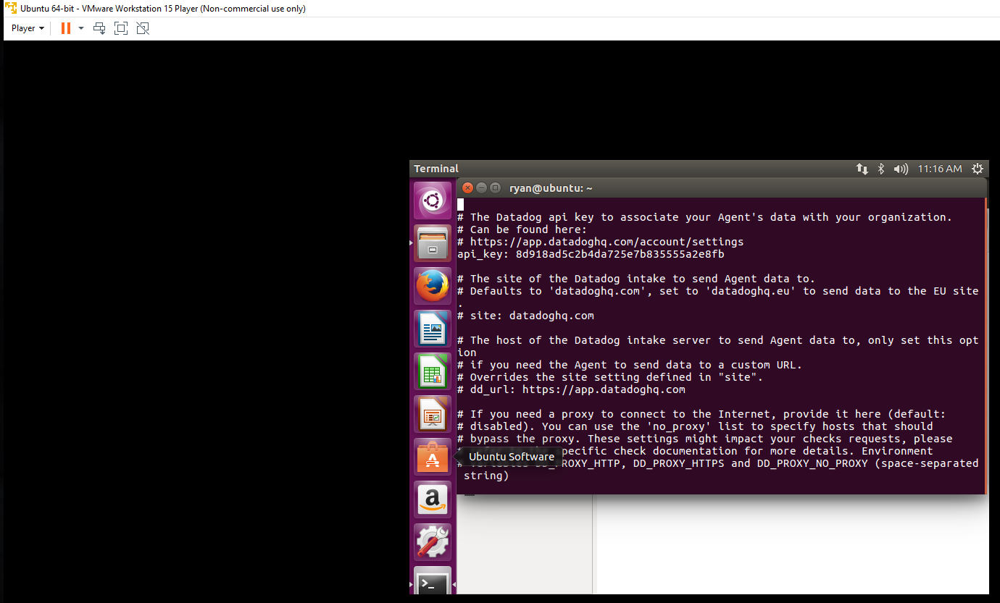 Ubuntu 64-bit - VMware Workstation 15 Player (Non-commercial use only)
Player
Terminal
11:16 AM
ryan@ubuntu: ~
# The Datadog api key to associate your Agent's data with your organization.
# Can be found here:
# https://app.datadoghq.com/account/settings
api_key: 8d918ad5c2b4da725e7b835555a2e8fb
# The site of the Datadog intake to send Agent data to.
# Defaults to 'datadoghq.com', set to 'datadoghq.eu' to send data to the EU site
.
# site: datadoghq.com
# The host of the Datadog intake server to send Agent data to, only set this opt
ion
# if you need the Agent to send data to a custom URL.
# Overrides the site setting defined in "site".
# dd_url: https://app.datadoghq.com
# If you need a proxy to connect to the Internet, provide it here (default:
# disabled). You can use the 'no_proxy' list to specify hosts that should
# bypass the proxy. These settings might impact your checks requests, please
# specific check documentation for more details. Environment
Ubuntu Software
# DD_PROXY_HTTP, DD_PROXY_HTTPS and DD_PROXY_NO_PROXY (space-separated
string)